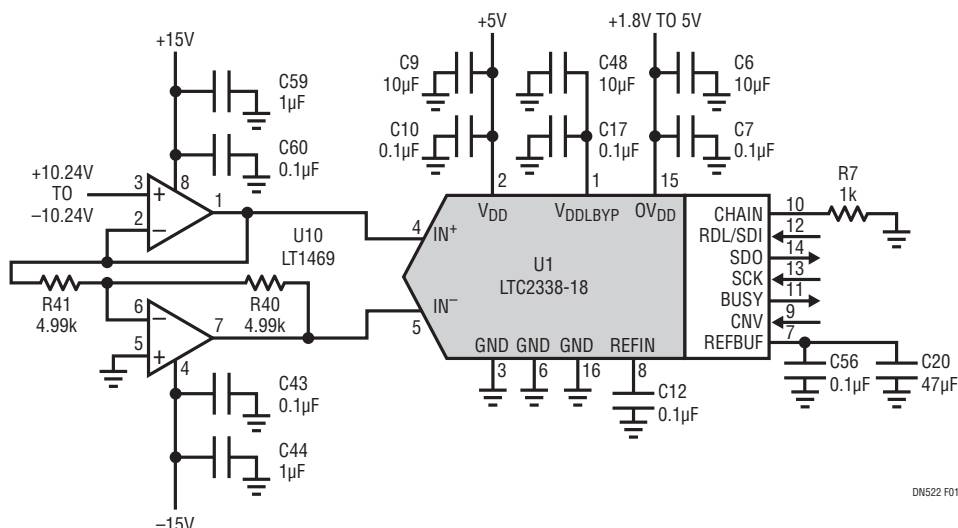 +15V
C59
1µF
C60
0.1µF
+10.24V
TO
–10.24V
3
2
+
–
8
1
U10
LT1469
R41
4.99k
R40
4.99k
6
5
–
+
7
4
C43
0.1µF
C44
1µF
–15V
+5V
+1.8V TO 5V
C9
10µF
C10
0.1µF
C48
10µF
C17
0.1µF
C6
10µF
C7
0.1µF
2
1
15
VDD
VDDLBYP
OVDD
4
IN+
IN–
5
U1
LTC2338-18
GND
GND
GND
REFIN
3
6
16
8
C12
0.1µF
CHAIN
10
RDL/SDI
12
SDO
14
SCK
13
BUSY
11
CNV
9
REFBUF
7
R7
1k
C56
0.1µF
C20
47µF
DN522 F01